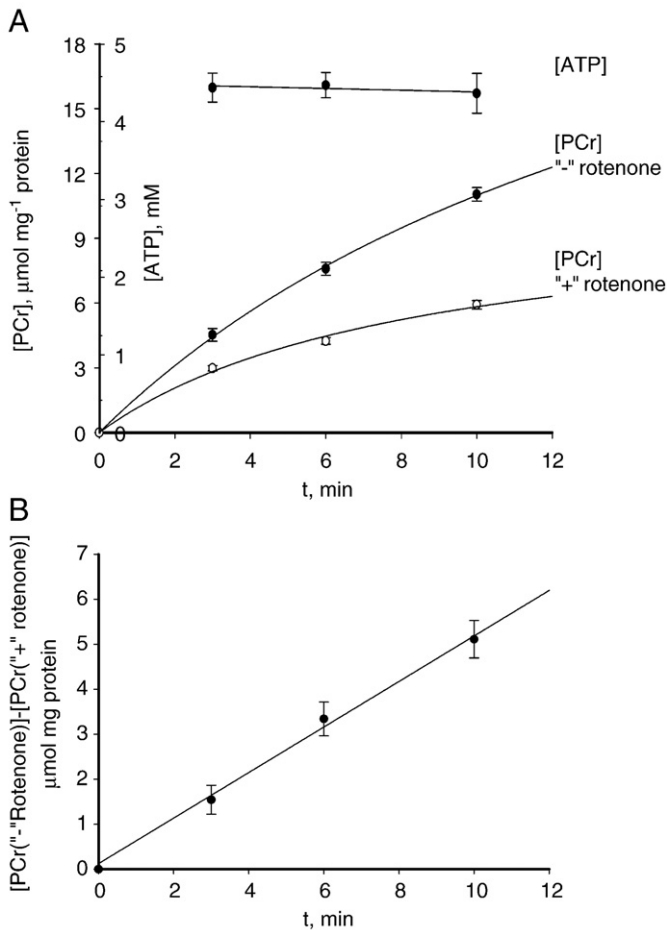 A
18
15
12
9
6
3
0
[PCr], µmol mg-1 protein
5
4
3
2
1
0
[ATP], mM
[ATP]
[PCr]
"-" rotenone
[PCr]
"+" rotenone
0 2 4 6 8 10 12
t, min
B
7
6
5
4
3
2
1
0
[PCr("-"Rotenone)]-[PCr("+" rotenone)]
µmol mg protein
0 2 4 6 8 10 12
t, min